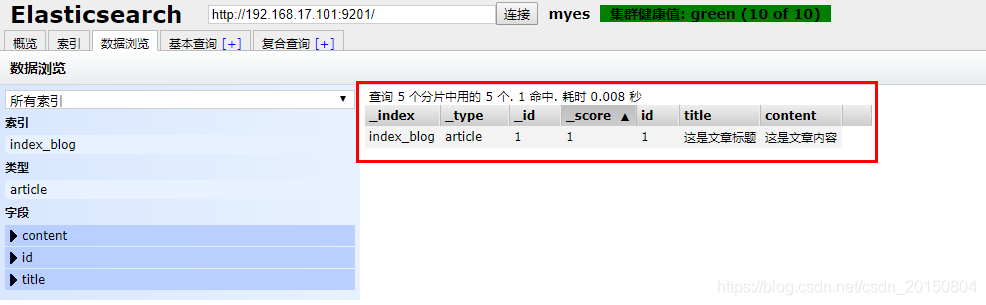 Elasticsearch http://192.168.17.101:9201/ 连接 myes 集群健康值: green (10 of 10)
概览 索引 数据浏览 基本查询 [+] 复合查询 [+]
数据浏览
所有索引 ▼
索引
index_blog
类型
article
字段
content
id
title
查询 5 个分片中用的 5 个. 1 命中. 耗时 0.008 秒
_index _type _id _score ▲ id title content
index_blog article 1 1 1 这是文章标题 这是文章内容
https://blog.csdn.net/csdn_20150804